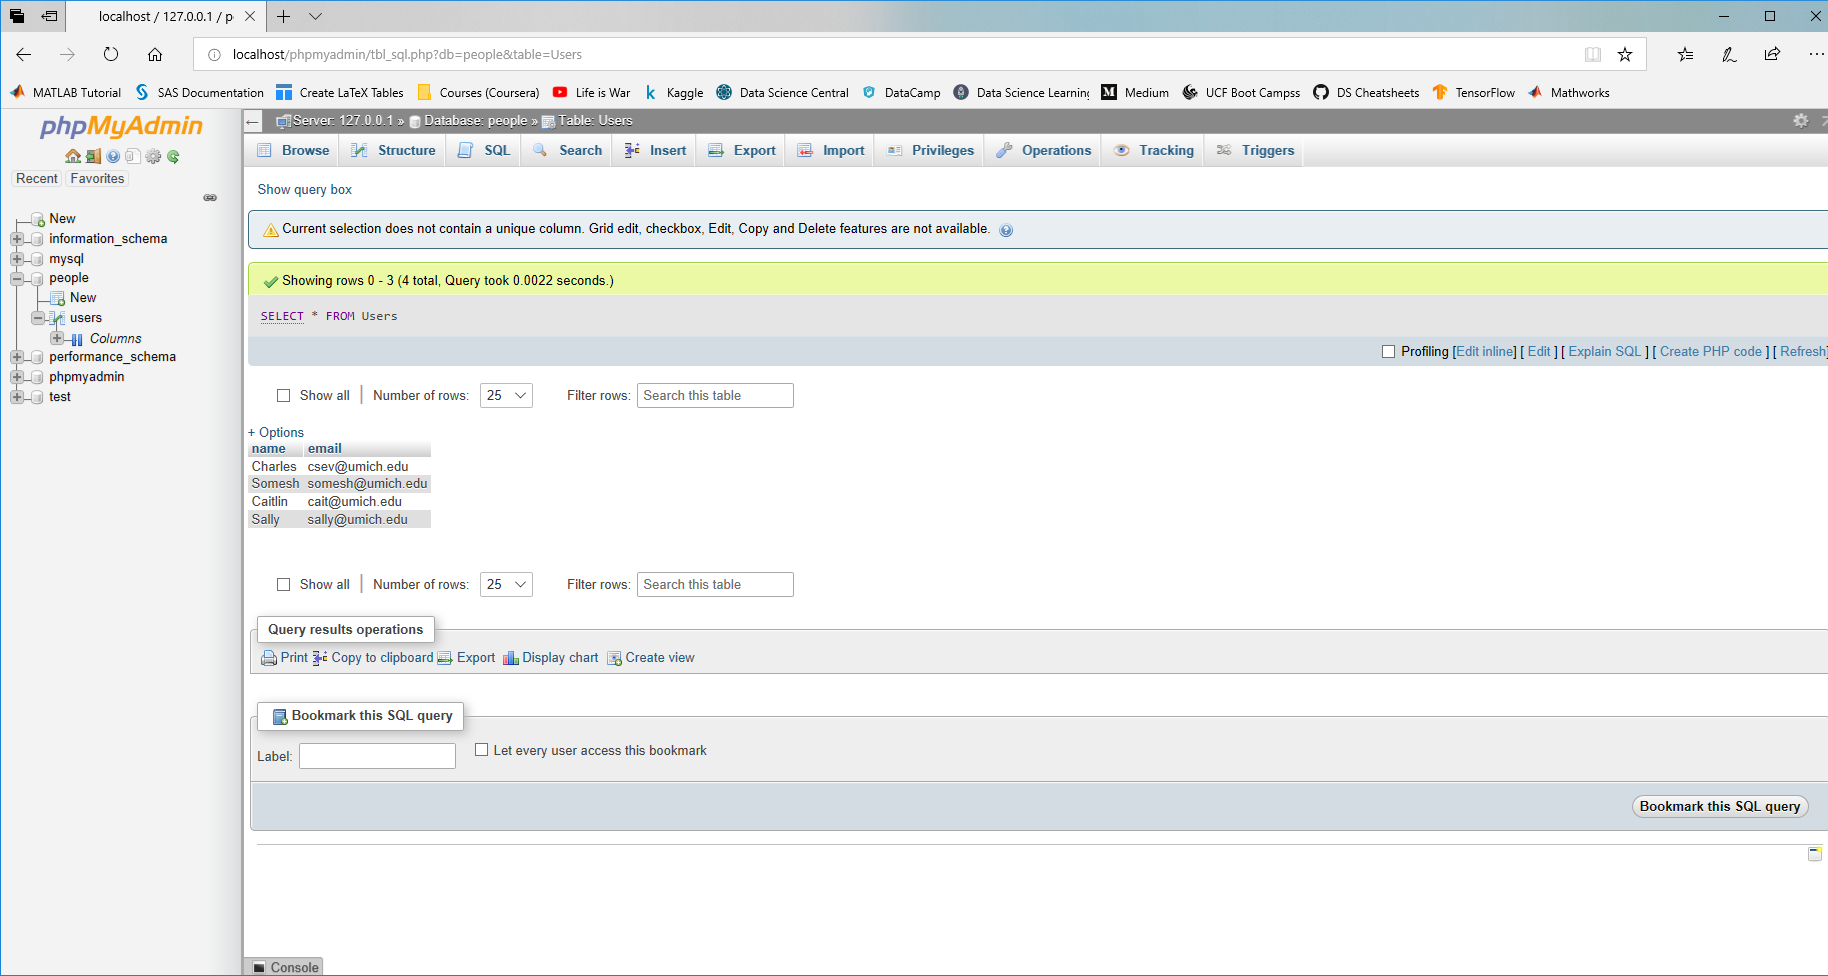 localhost / 127.0.0.1 / p
localhost/phpmyadmin/tbl_sql.php?db=people&table=Users
MATLAB Tutorial SAS Documentation Create LaTeX Tables Courses (Coursera) Life is War Kaggle Data Science Central DataCamp Data Science Learning Medium UCF Boot Campss DS Cheatsheets TensorFlow Mathworks
phpMyAdmin
Recent Favorites
New
information_schema
mysql
people
New
users
Columns
performance_schema
phpmyadmin
test
Server: 127.0.0.1 » Database: people » Table: Users
Browse Structure SQL Search Insert Export Import Privileges Operations Tracking Triggers
Show query box
Current selection does not contain a unique column. Grid edit, checkbox, Edit, Copy and Delete features are not available.
Showing rows 0 - 3 (4 total, Query took 0.0022 seconds.)
SELECT * FROM Users
Profiling [Edit inline] [ Edit ] [ Explain SQL ] [ Create PHP code ] [ Refresh]
Show all | Number of rows: 25 Filter rows: Search this table
+ Options
name email
Charles csev@umich.edu
Somesh somesh@umich.edu
Caitlin cait@umich.edu
Sally sally@umich.edu
Show all | Number of rows: 25 Filter rows: Search this table
Query results operations
Print Copy to clipboard Export Display chart Create view
Bookmark this SQL query
Label: Let every user access this bookmark
Bookmark this SQL query
Console